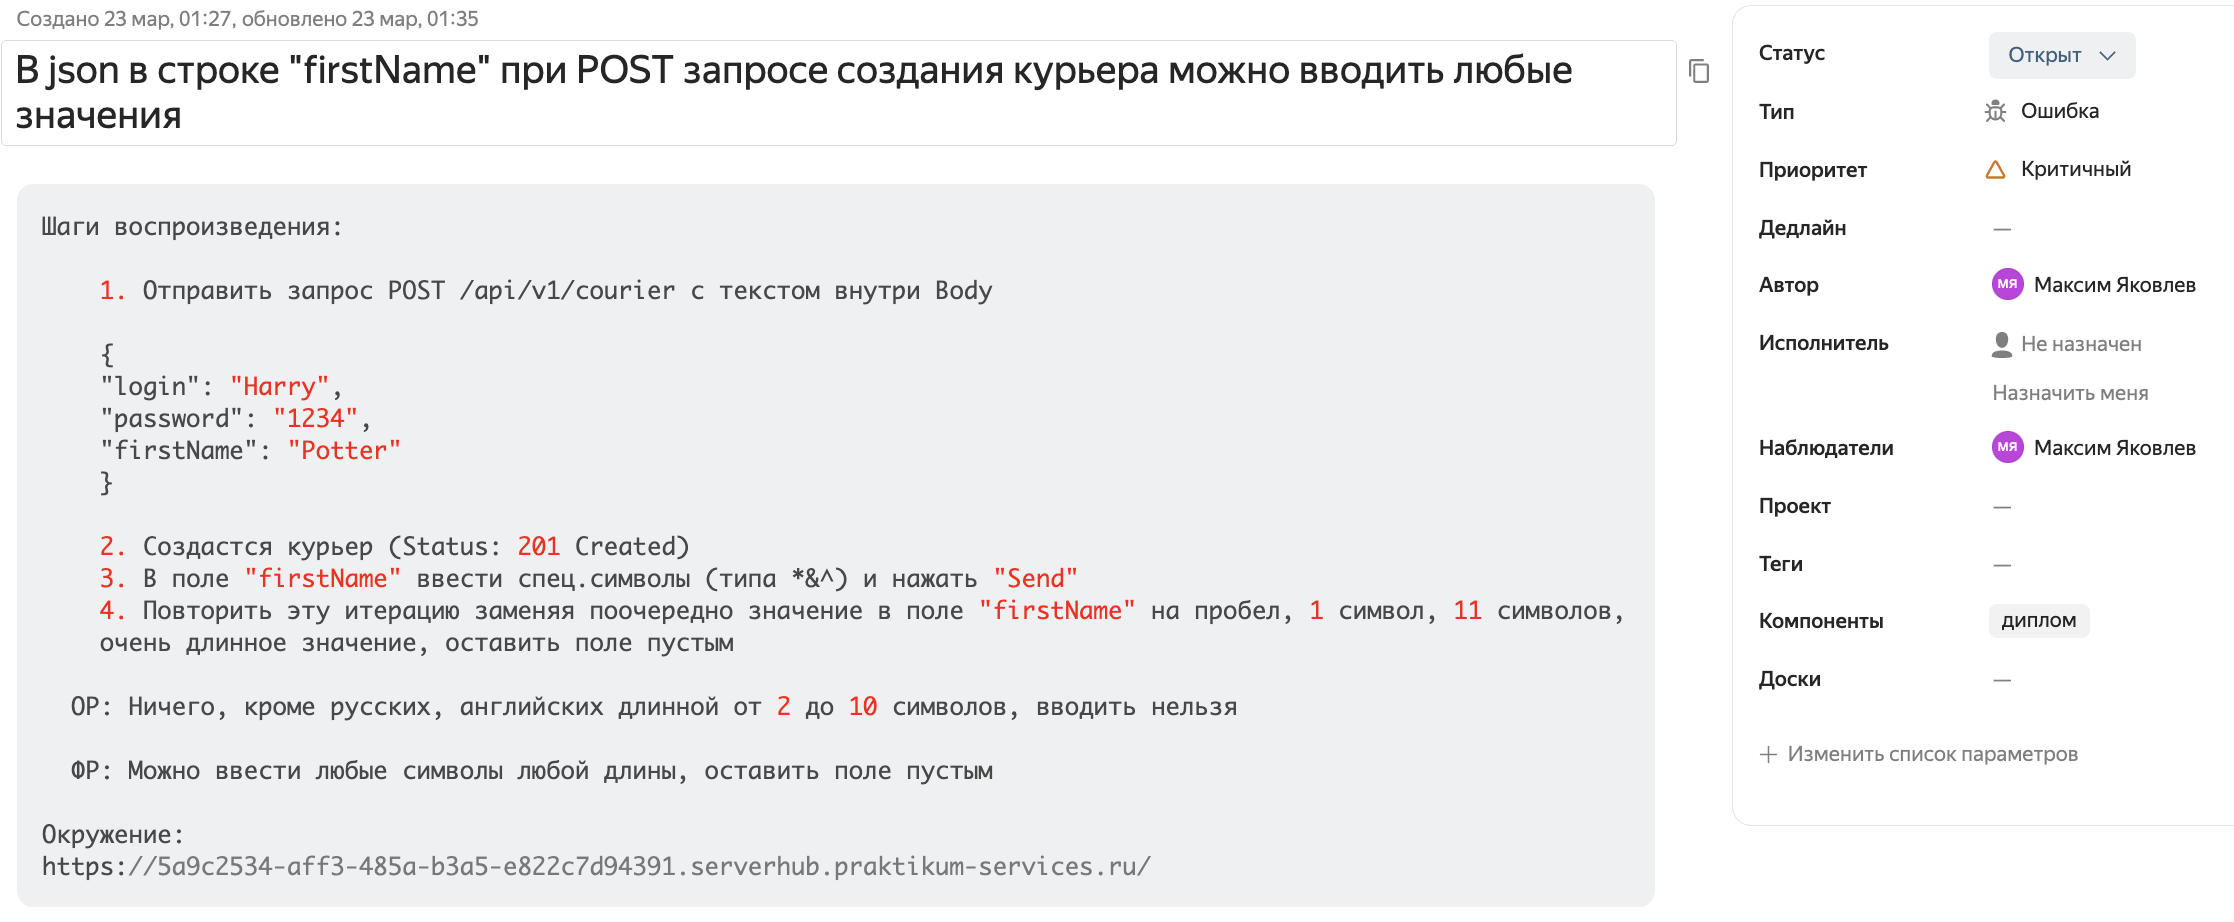 Создано 23 мар, 01:27, обновлено 23 мар, 01:35
В json в строке "firstName" при POST запросе создания курьера можно вводить любые
значения
Шаги воспроизведения:
1. Отправить запрос POST /api/v1/courier с текстом внутри Body
{
"login": "Harry",
"password": "1234",
"firstName": "Potter"
}
2. Создастся курьер (Status: 201 Created)
3. В поле "firstName" ввести спец.символы (типа *&^) и нажать "Send"
4. Повторить эту итерацию заменяя поочередно значение в поле "firstName" на пробел, 1 символ, 11 символов,
очень длинное значение, оставить поле пустым
ОР: Ничего, кроме русских, английских длинной от 2 до 10 символов, вводить нельзя
ФР: Можно ввести любые символы любой длины, оставить поле пустым
Окружение:
https://5a9c2534-aff3-485a-b3a5-e822c7d94391.serverhub.praktikum-services.ru/
Статус Открыт
Тип Ошибка
Приоритет Критичный
Дедлайн —
Автор МЯ Максим Яковлев
Исполнитель Не назначен
Назначить меня
Наблюдатели МЯ Максим Яковлев
Проект —
Теги —
Компоненты диплом
Доски —
+ Изменить список параметров